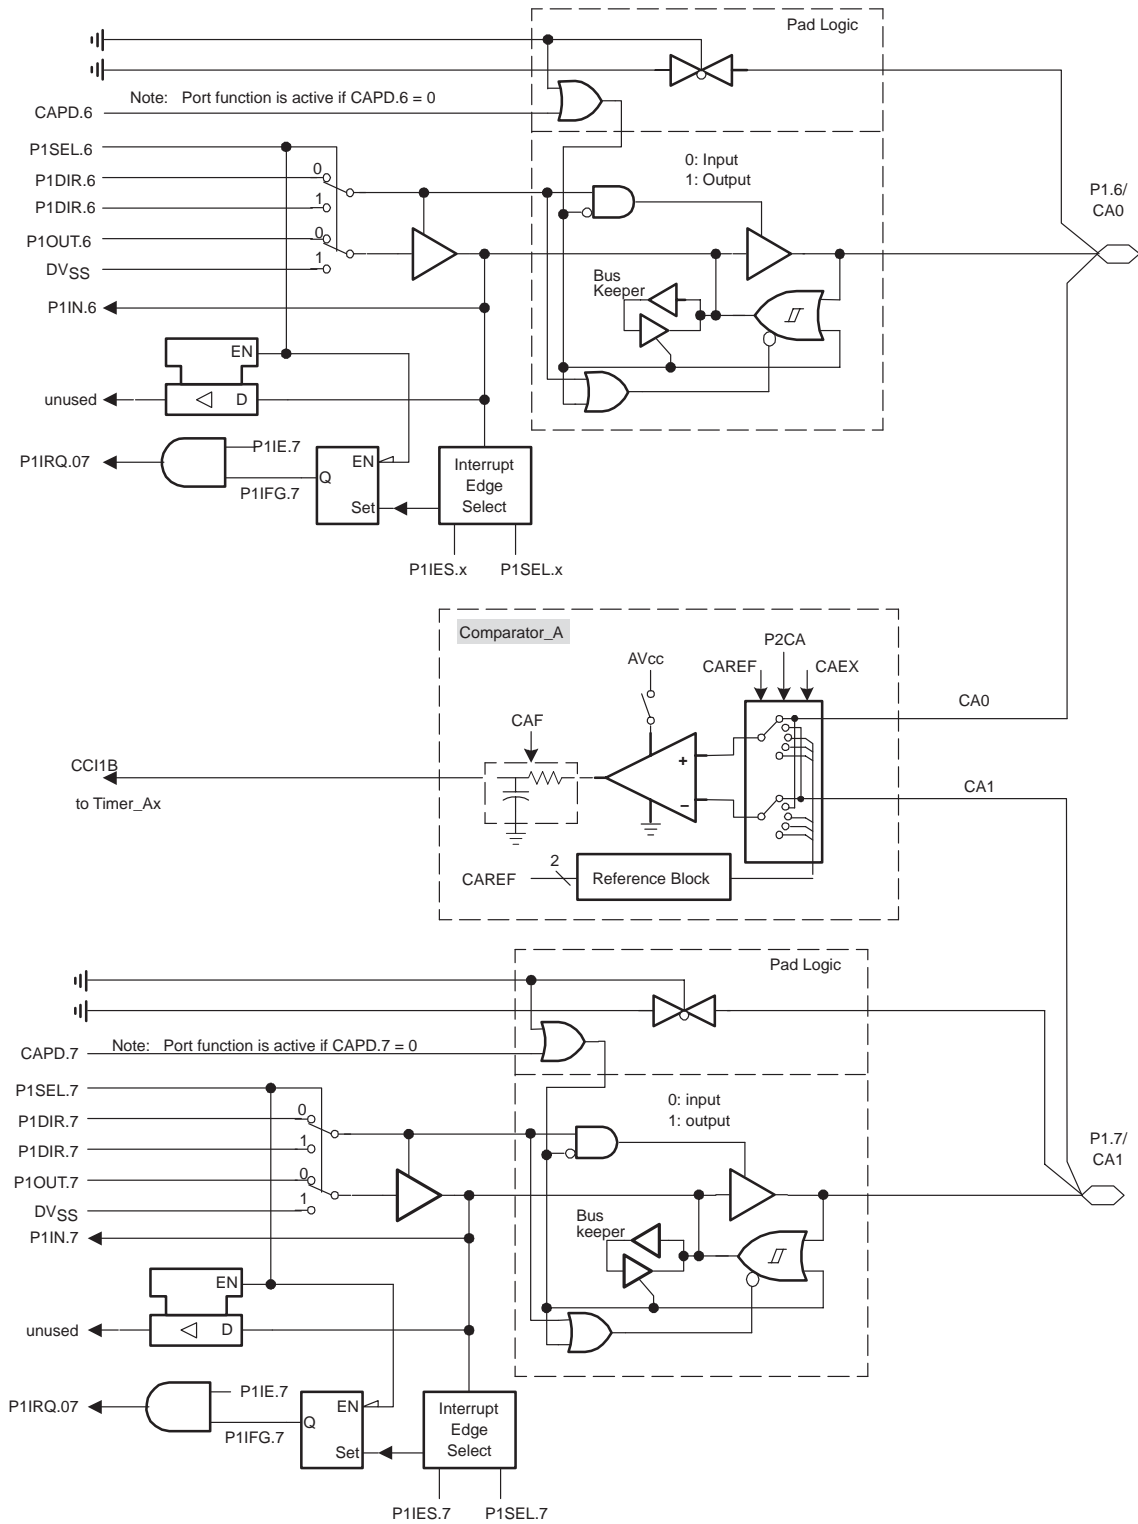 Pad Logic
Note: Port function is active if CAPD.6 = 0
CAPD.6
P1SEL.6
0
P1DIR.6
1
P1DIR.6
0
P1OUT.6
1
DVSS
P1IN.6
0: Input
1: Output
P1.6/
CA0
Bus
Keeper
EN
unused
D
P1IE.7
P1IRQ.07
EN
Q
P1IFG.7
Set
Interrupt
Edge
Select
P1IES.x
P1SEL.x
Comparator_A
P2CA
AVcc
CAREF
CAEX
CA0
CAF
+
CCI1B
to Timer_Ax
CA1
−
2
CAREF
Reference Block
Pad Logic
Note: Port function is active if CAPD.7 = 0
CAPD.7
P1SEL.7
0
P1DIR.7
1
P1DIR.7
0
P1OUT.7
1
DVSS
P1IN.7
0: input
1: output
P1.7/
CA1
Bus
keeper
EN
unused
D
P1IE.7
P1IRQ.07
EN
Q
P1IFG.7
Set
Interrupt
Edge
Select
P1IES.7
P1SEL.7